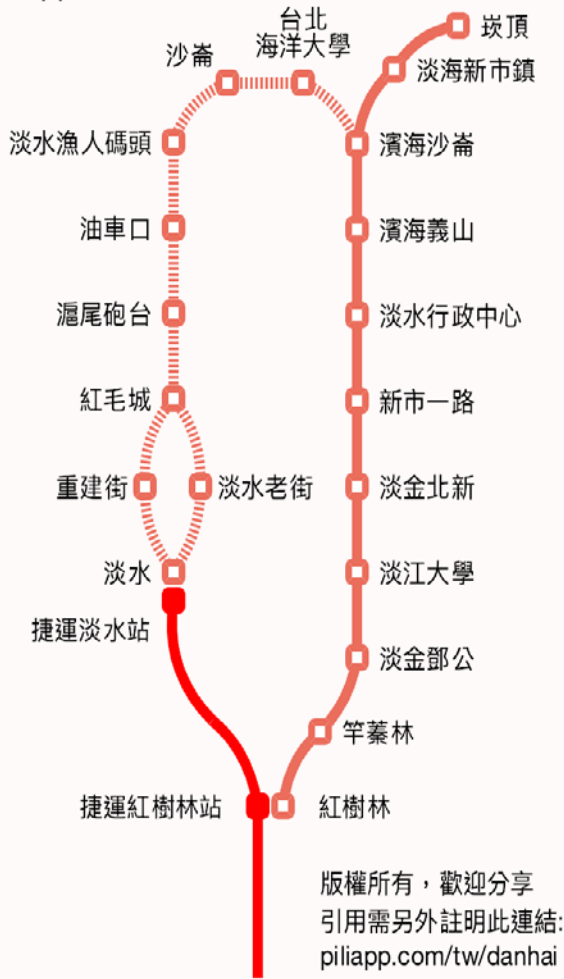 崁頂
淡海新市鎮
台北
海洋大學
沙崙
淡水漁人碼頭
濱海沙崙
油車口
濱海義山
滬尾砲台
淡水行政中心
紅毛城
新市一路
重建街
淡水老街
淡金北新
淡水
淡江大學
捷運淡水站
淡金鄧公
竿蓁林
捷運紅樹林站
紅樹林
版權所有，歡迎分享
引用需另外註明此連結:
piliapp.com/tw/danhai